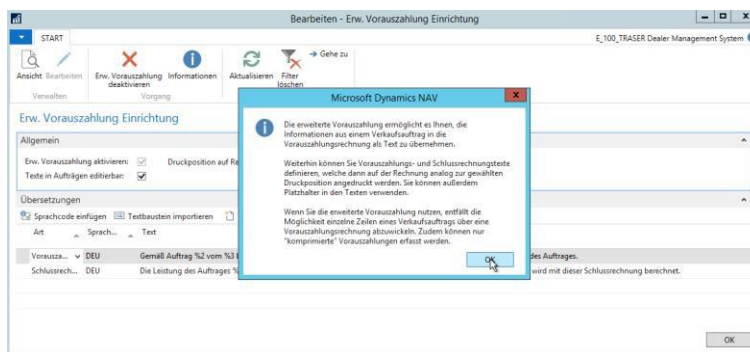 Bearbeiten - Erw. Vorauszahlung Einrichtung
START
E_100_TRASER Dealer Management System
Ansicht Bearbeiten
Erw. Vorauszahlung deaktivieren
Informationen
Aktualisieren
Filter löschen
Gehe zu
Verwalten
Vorgang
Erw. Vorauszahlung Einrichtung
Allgemein
Erw. Vorauszahlung aktivieren:
Druckposition auf Re
Texte in Aufträgen editierbar:
Übersetzungen
Sprachcode einfügen Textbaustein importieren
Art Sprach... Text
Vorausza... DEU Gemäß Auftrag %2 vom %3 des Auftrages.
Schlussrech... DEU Die Leistung des Auftrages % wird mit dieser Schlussrechnung berechnet.
Microsoft Dynamics NAV
Die erweiterte Vorauszahlung ermöglicht es Ihnen, die
Informationen aus einem Verkaufsauftrag in die
Vorauszahlungsrechnung als Text zu übernehmen.
Weiterhin können Sie Vorauszahlungs- und Schlussrechnungstexte
definieren, welche dann auf der Rechnung analog zur gewählten
Druckposition angedruckt werden. Sie können außerdem
Platzhalter in den Texten verwenden.
Wenn Sie die erweiterte Vorauszahlung nutzen, entfällt die
Möglichkeit einzelne Zeilen eines Verkaufsauftrags über eine
Vorauszahlungsrechnung abzuwickeln. Zudem können nur
"komprimierte" Vorauszahlungen erfasst werden.
OK
OK